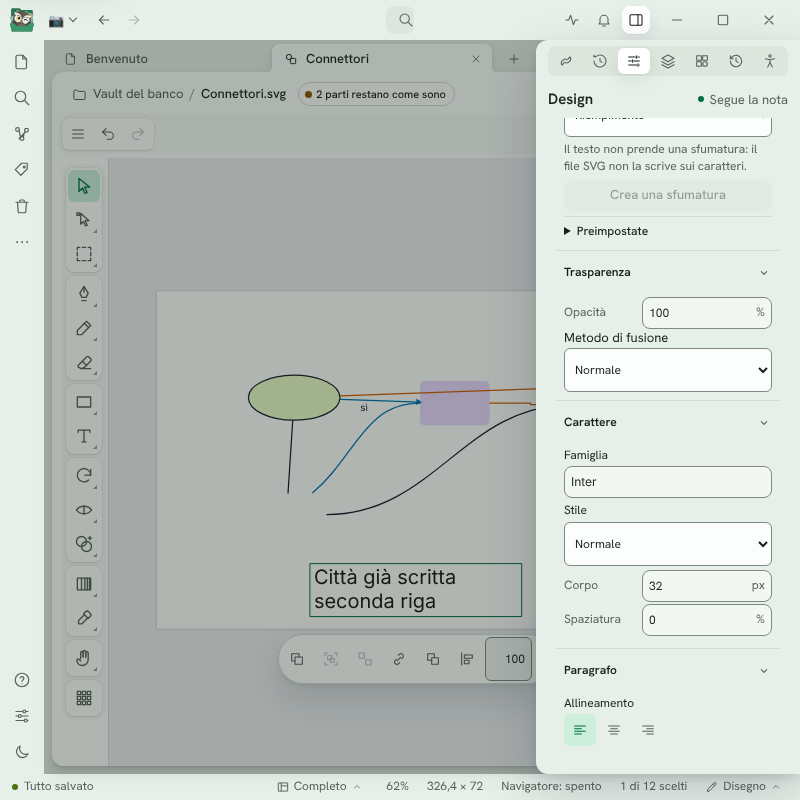 Benvenuto
Connettori
Vault del banco / Connettori.svg
2 parti restano come sono
Design
Segue la nota
Il testo non prende una sfumatura: il
file SVG non la scrive sui caratteri.
Crea una sfumatura
Preimpostate
Trasparenza
Opacità
100
%
Metodo di fusione
Normale
Carattere
Famiglia
Inter
Stile
Normale
Corpo
32
px
Spaziatura
0
%
Paragrafo
Allineamento
sì
Città già scritta
seconda riga
100
Tutto salvato
Completo
62%
326,4 × 72
Navigatore: spento
1 di 12 scelti
Disegno